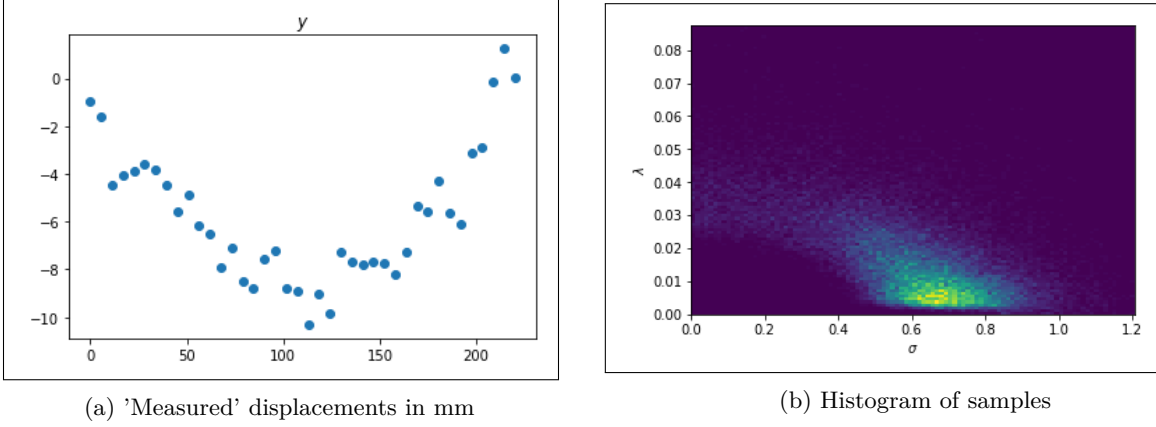 y
0
−2
−4
−6
−8
−10
0 50 100 150 200
(a) 'Measured' displacements in mm
0.08
0.07
0.06
0.05
0.04
0.03
0.02
0.01
0.00
λ
0.0 0.2 0.4 0.6 0.8 1.0 1.2
σ
(b) Histogram of samples